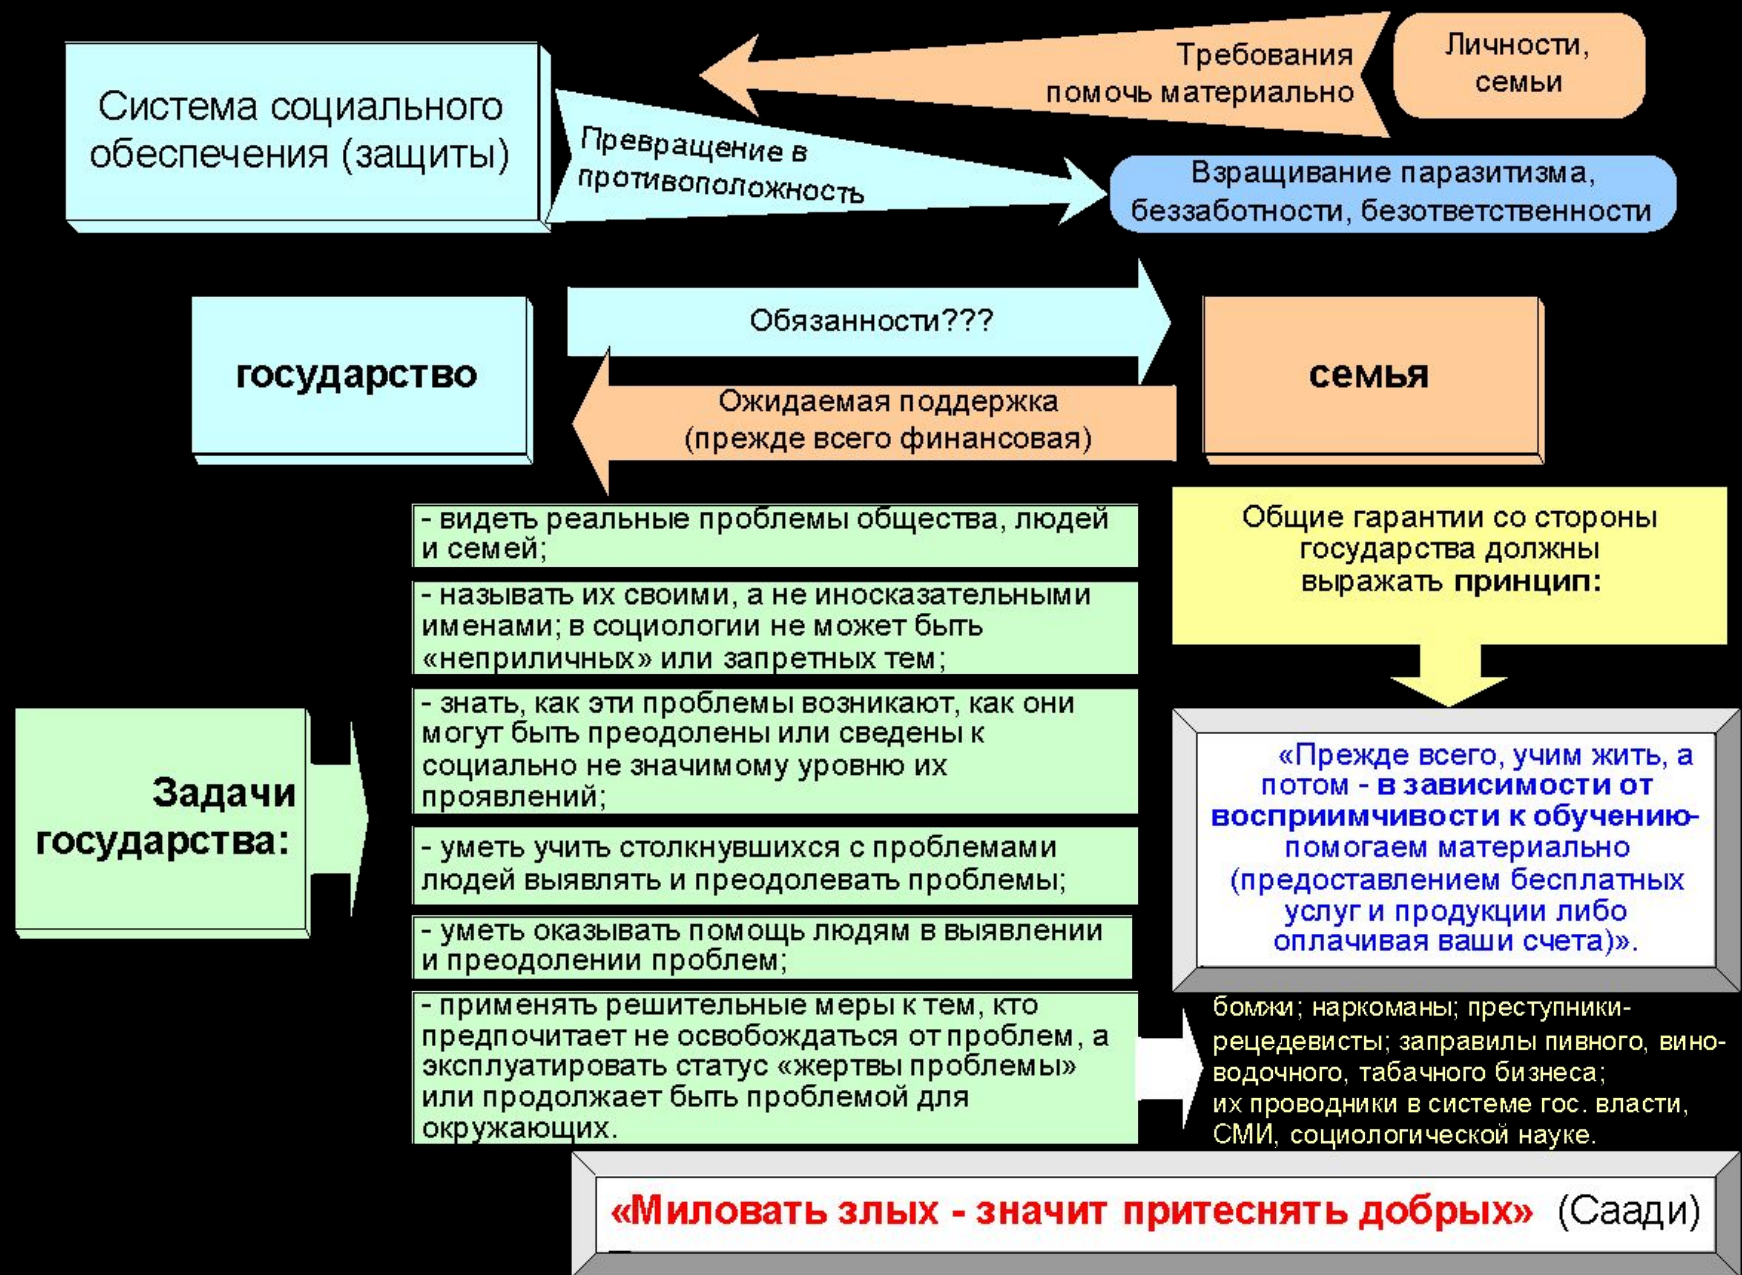 Система социального
обеспечения (защиты)
Требования
помочь материально
Личности,
семьи
Превращение в
противоположность
Взращивание паразитизма,
беззаботности, безответственности
государство
Обязанности???
Ожидаемая поддержка
(прежде всего финансовая)
семья
Задачи
государства:
- видеть реальные проблемы общества, людей
и семей;
- называть их своими, а не иносказательными
именами; в социологии не может быть
«неприличных» или запретных тем;
- знать, как эти проблемы возникают, как они
могут быть преодолены или сведены к
социально не значимому уровню их
проявлений;
- уметь учить столкнувшихся с проблемами
людей выявлять и преодолевать проблемы;
- уметь оказывать помощь людям в выявлении
и преодолении проблем;
- применять решительные меры к тем, кто
предпочитает не освобождаться от проблем, а
эксплуатировать статус «жертвы проблемы»
или продолжает быть проблемой для
окружающих.
Общие гарантии со стороны
государства должны
выражать принцип:
«Прежде всего, учим жить, а
потом - в зависимости от
восприимчивости к обучению-
помогаем материально
(предоставлением бесплатных
услуг и продукции либо
оплачивая ваши счета)».
бомжи; наркоманы; преступники-
рецедевисты; заправилы пивного, вино-
водочного, табачного бизнеса;
их проводники в системе гос. власти,
СМИ, социологической науке.
«Миловать злых - значит притеснять добрых» (Саади)